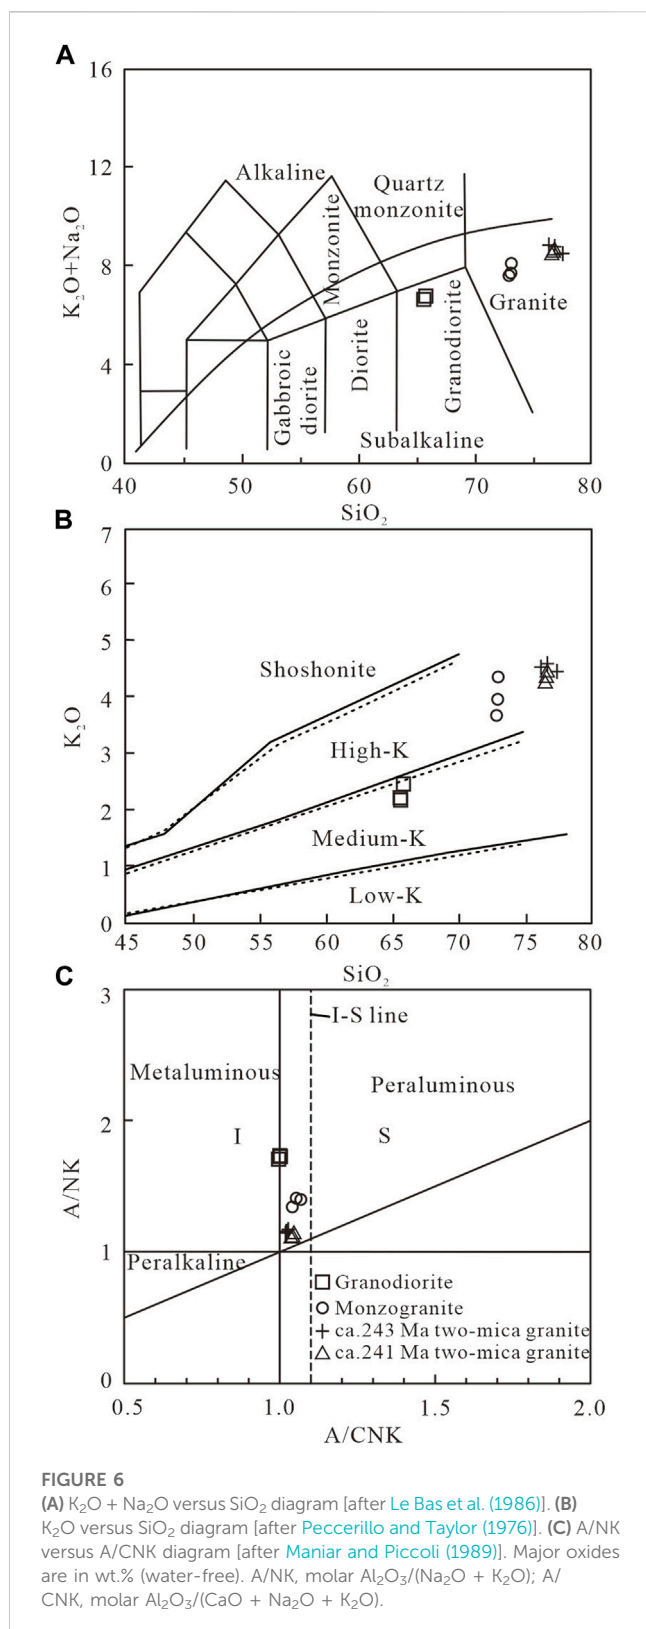 A
16
12
8
4
0
K₂O+Na₂O
Alkaline
Quartz
monzonite
Monzonite
Granite
Gabbroic
diorite
Diorite
Granodiorite
Subalkaline
40 50 60 70 80
SiO₂
B
7
6
5
4
3
2
1
0
K₂O
Shoshonite
High-K
Medium-K
Low-K
45 50 55 60 65 70 75 80
SiO₂
C
3
2
1
0
A/NK
I-S line
Metaluminous
Peraluminous
I
S
Peralkaline
Granodiorite
Monzogranite
ca.243 Ma two-mica granite
ca.241 Ma two-mica granite
0.5 1.0 1.5 2.0
A/CNK
FIGURE 6
(A) K₂O + Na₂O versus SiO₂ diagram [after Le Bas et al. (1986)]. (B)
K₂O versus SiO₂ diagram [after Peccerillo and Taylor (1976)]. (C) A/NK
versus A/CNK diagram [after Maniar and Piccoli (1989)]. Major oxides
are in wt.% (water-free). A/NK, molar Al₂O₃/(Na₂O + K₂O); A/
CNK, molar Al₂O₃/(CaO + Na₂O + K₂O).